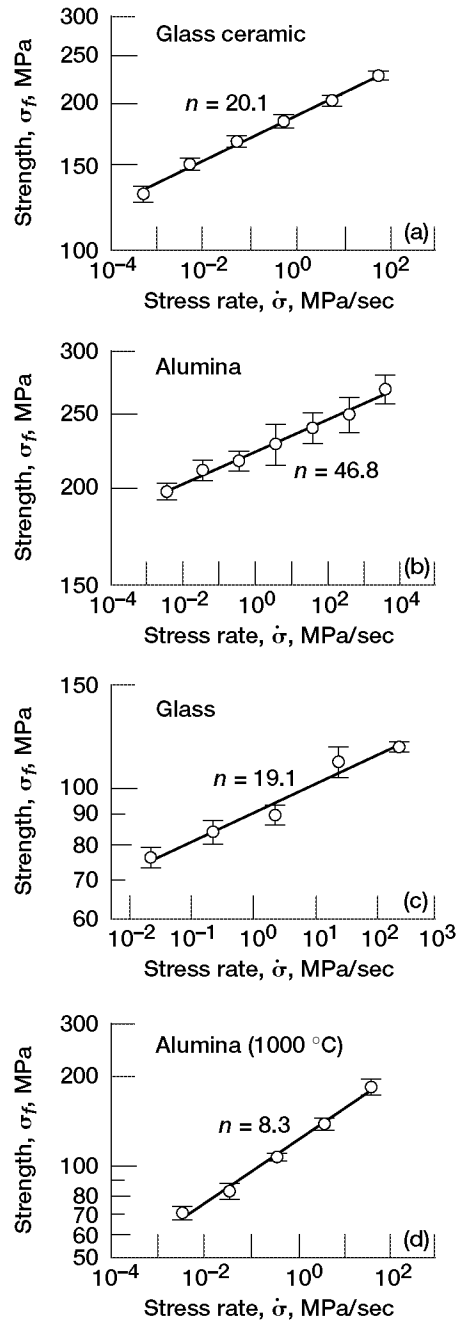 300
Glass ceramic
250
200
n = 20.1
150
100
(a)
10⁻⁴ 10⁻² 10⁰ 10²
Strength, σf, MPa
Stress rate, σ̇, MPa/sec
300
Alumina
250
200
n = 46.8
150
(b)
10⁻² 10⁰ 10² 10⁴
Strength, σf, MPa
Stress rate, σ̇, MPa/sec
150
Glass
n = 19.1
100
90
80
70
60
(c)
10⁻² 10⁻¹ 10⁰ 10¹ 10² 10³
Strength, σf, MPa
Stress rate, σ̇, MPa/sec
300
Alumina (1000 °C)
200
n = 8.3
100
80
70
60
50
(d)
10⁻⁴ 10⁻² 10⁰ 10²
Strength, σf, MPa
Stress rate, σ̇, MPa/sec